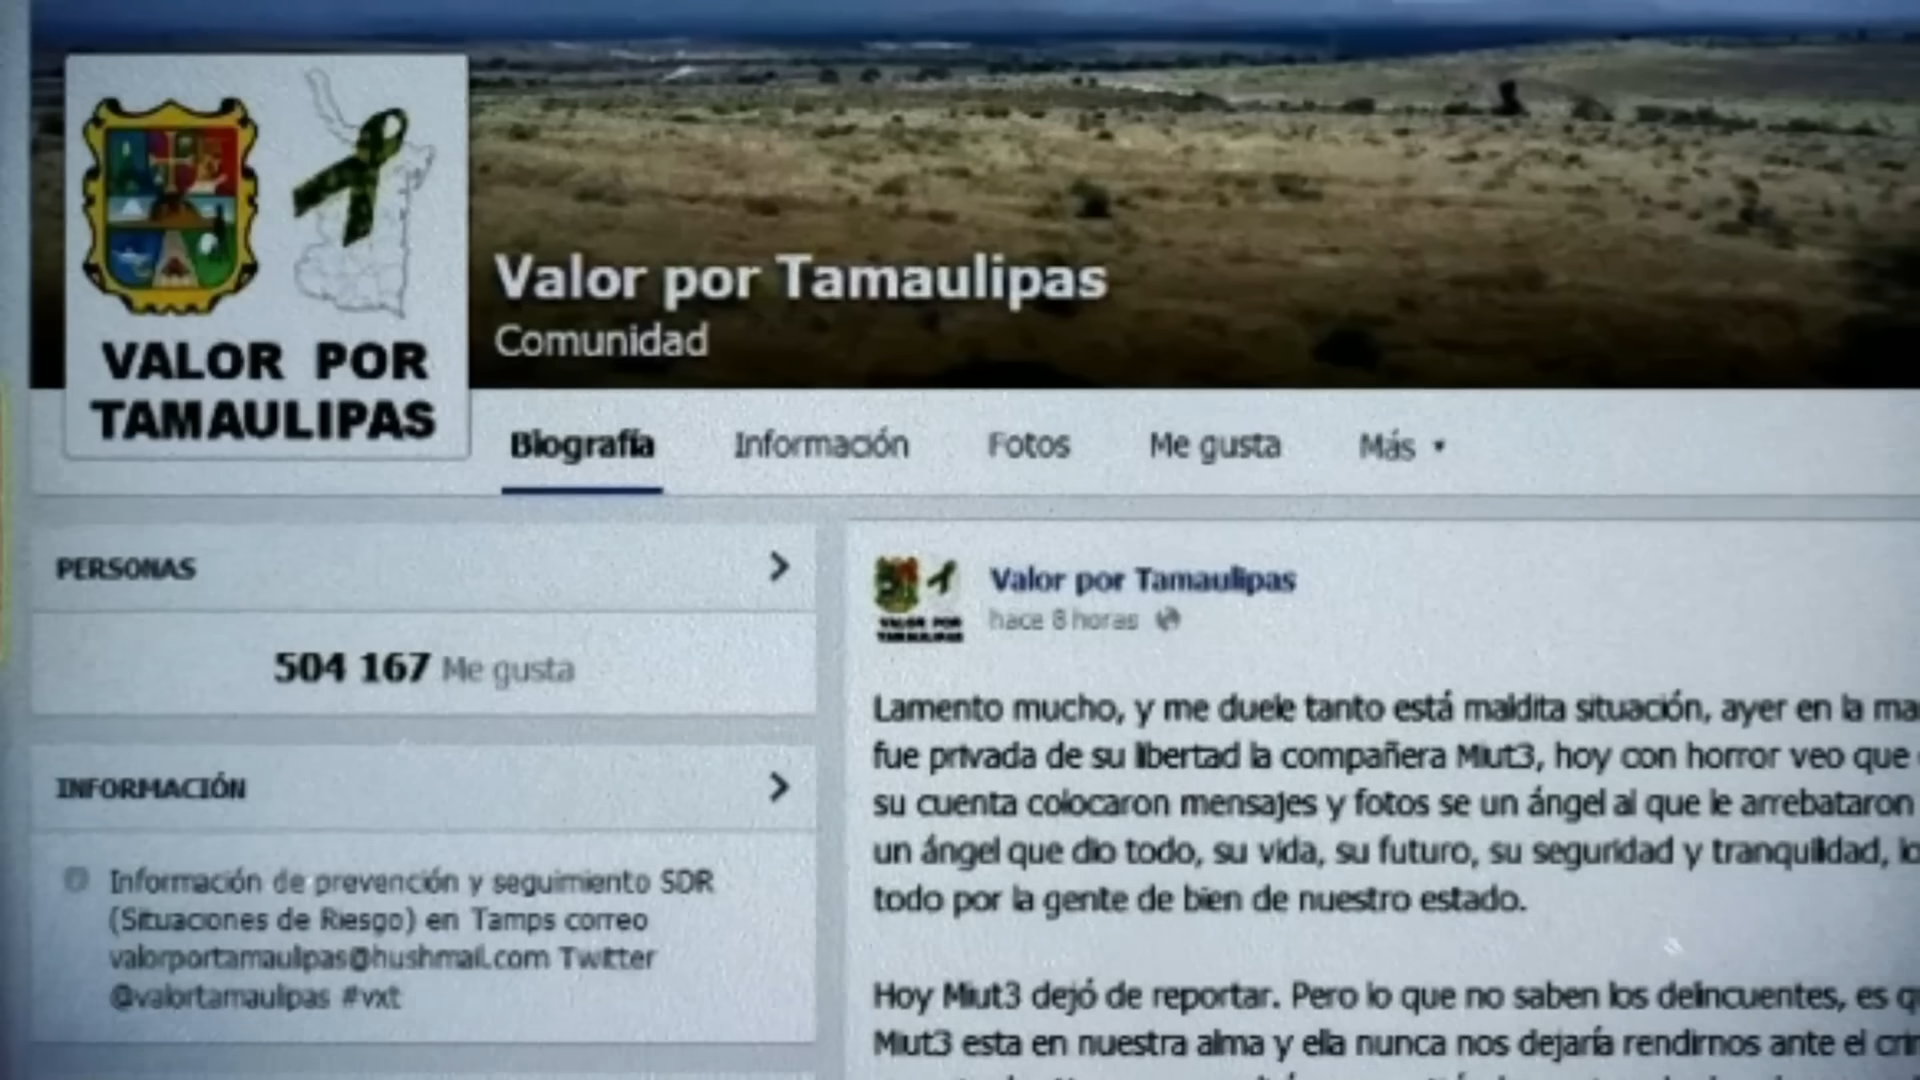 VALOR POR
TAMAULIPAS
Valor por Tamaulipas
Comunidad
Biografía
Información
Fotos
Me gusta
Más
PERSONAS
504 167 Me gusta
INFORMACIÓN
Información de prevención y seguimiento SDR
(Situaciones de Riesgo) en Tamps correo
valorportamaulipas@hushmail.com Twitter
@valortamaulipas #vxt
Valor por Tamaulipas
hace 8 horas
VALOR POR
TAMAULIPAS
Lamento mucho, y me duele tanto está maldita situación, ayer en la ma
fue privada de su libertad la compañera Miut3, hoy con horror veo que
su cuenta colocaron mensajes y fotos se un ángel al que le arrebataron
un ángel que dio todo, su vida, su futuro, su seguridad y tranquilidad, lo
todo por la gente de bien de nuestro estado.
Hoy Miut3 dejó de reportar. Pero lo que no saben los delincuentes, es q
Miut3 esta en nuestra alma y ella nunca nos dejaría rendirnos ante el crim